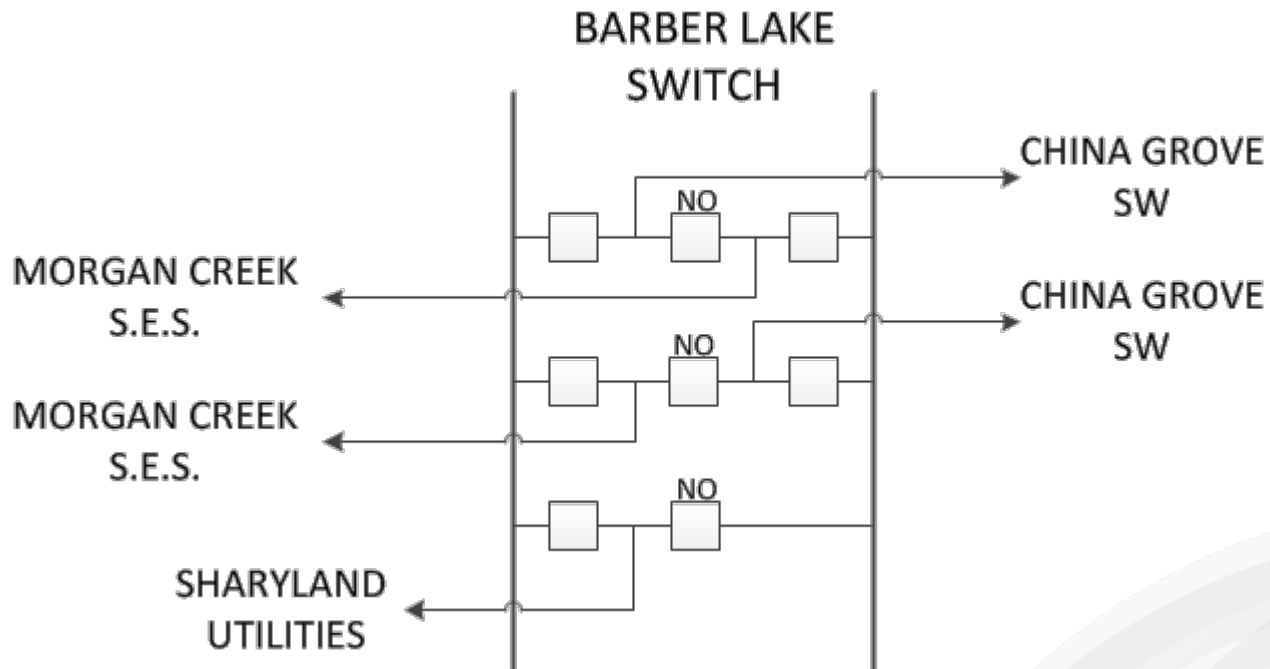 BARBER LAKE
SWITCH
CHINA GROVE
SW
NO
MORGAN CREEK
S.E.S.
CHINA GROVE
SW
NO
MORGAN CREEK
S.E.S.
NO
SHARYLAND
UTILITIES